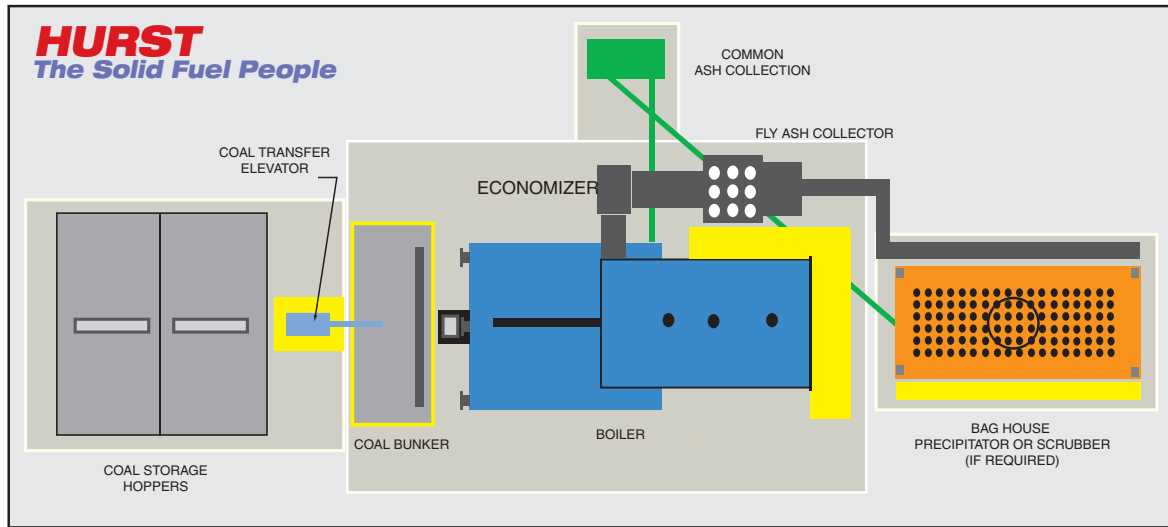 HURST
The Solid Fuel People
COMMON
ASH COLLECTION
FLY ASH COLLECTOR
COAL TRANSFER
ELEVATOR
ECONOMIZER
COAL BUNKER
BOILER
COAL STORAGE
HOPPERS
BAG HOUSE
PRECIPITATOR OR SCRUBBER
(IF REQUIRED)